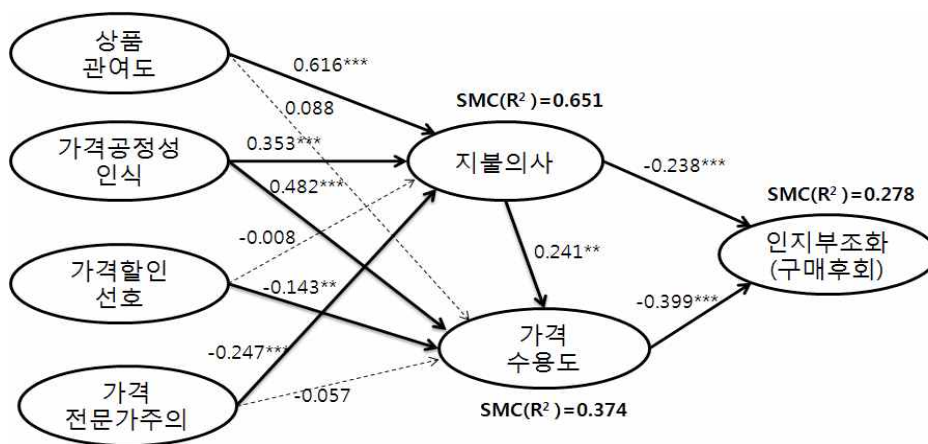 상품
관여도
0.616***
0.088
SMC(R²)=0.651
가격공정성
인식
0.353***
0.482***
지불의사
-0.238***
SMC(R²)=0.278
-0.008
가격할인
선호
-0.143**
0.241**
인지부조화
(구매후회)
-0.399***
-0.247***
가격
수용도
가격
전문가주의
-0.057
SMC(R²)=0.374